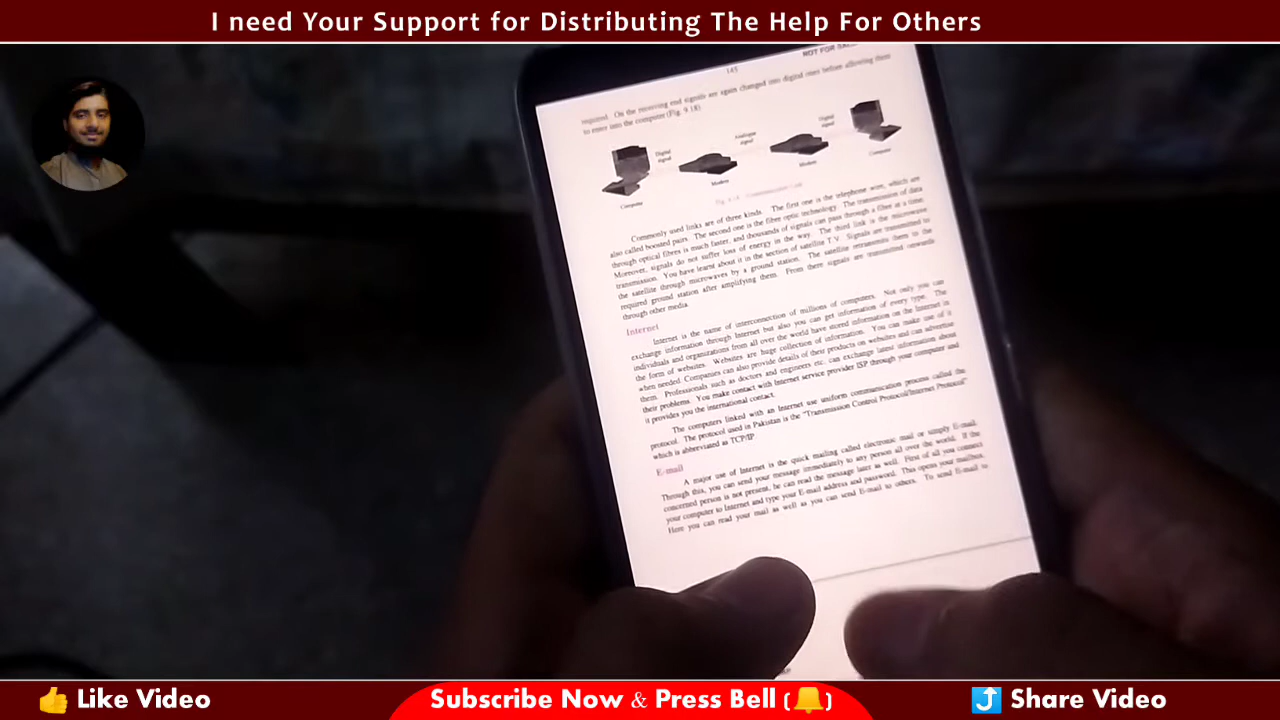 I need Your Support for Distributing The Help For Others
NOT FOR SALE
145
required. On the receiving end signals are again changed into digital ones before allowing them
to enter into the computer (Fig. 9.18)
Digital
signal
Analogue
signal
Digital
signal
Computer
Modem
Modem
Computer
Commonly used links are of three kinds. The first one is the telephone wire, which are
also called boosted pairs. The second one is the fiber optic technology. The transmission of data
through optical fibres is much faster, and thousands of signals can pass through a fibre at a time.
Moreover, signals do not suffer loss of energy in the way. The third link is the microwave
transmission. You have learnt about it in the section of satellite T.V. Signals are transmitted to
the satellite through microwaves by a ground station. The satellite retransmits them to the
required ground station after amplifying them. From there signals are transmitted onwards
through other media.
Internet
Internet is the name of interconnection of millions of computers. Not only you can
exchange information through Internet but also you can get information of every type. The
individuals and organizations from all over the world have stored information on the Internet in
the form of websites. Websites are huge collection of information. You can make use of it
when needed. Companies can also provide details of their products on websites and can advertise
them. Professionals such as doctors and engineers etc. can exchange latest information about
their problems. You make contact with Internet service provider ISP through your computer and
it provides you the international contact.
The computers linked with an Internet use uniform communication process called the
protocol. The protocol used in Pakistan is the "Transmission Control Protocol/Internet Protocol"
which is abbreviated as TCP/IP
E-mail
A major use of Internet is the quick mailing called electronic mail or simply E-mail.
Through this, you can send your message immediately to any person all over the world. If the
concerned person is not present, he can read the message later as well. First of all you connect
your computer to Internet and type your E-mail address and password. This opens your mailbox.
Here you can read your mail as well as you can send E-mail to others. To send E-mail to
Like Video
Subscribe Now & Press Bell ( )
Share Video